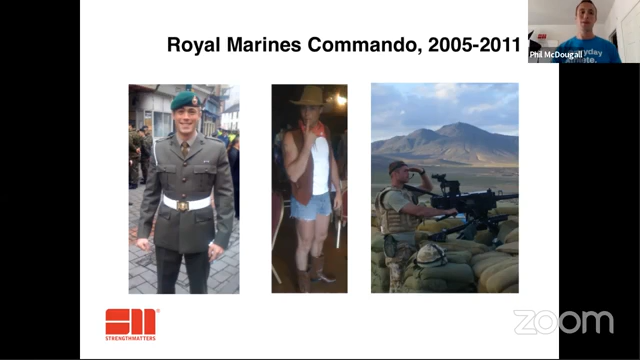 Royal Marines Commando, 2005-2011
Phil McDougall
STRENGTHMATTERS
zoom